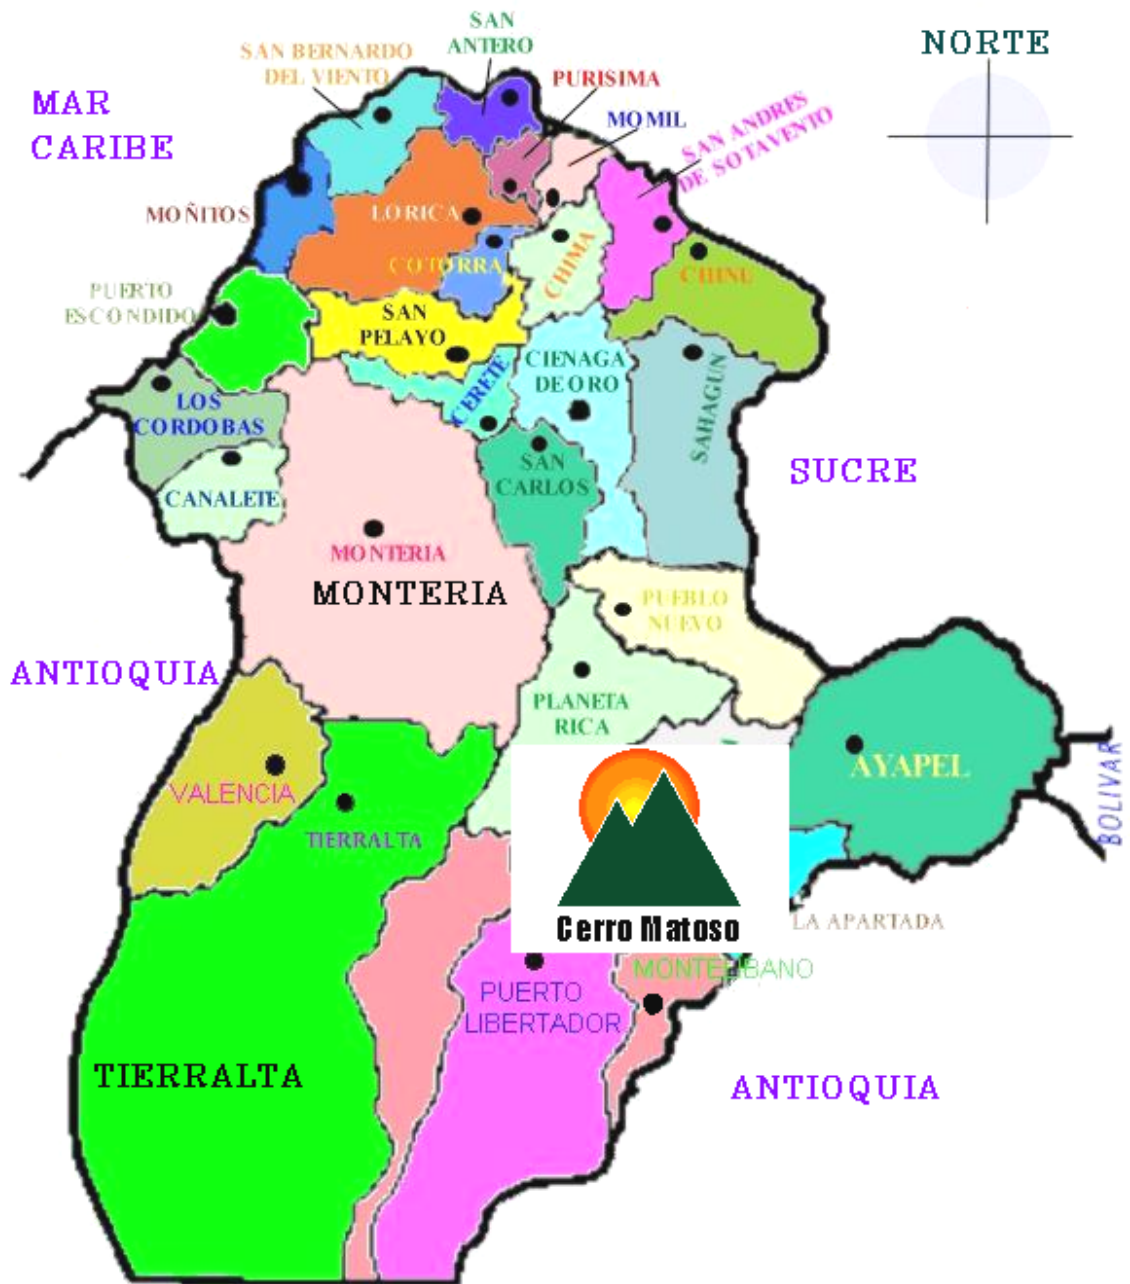 SAN
ANTERO
NORTE
SAN BERNARDO
DEL VIENTO
PURISIMA
MAR
CARIBE
MOMIL
SAN ANDRES
DE SOTAVENTO
MOÑITOS
LORICA
COTORRA
CHIMA
CHINU
PUERTO
ESCONDIDO
SAN
PELAYO
CIENAGA
DE ORO
CERETE
SAHAGUN
LOS
CORDOBAS
SAN
CARLOS
SUCRE
CANALETE
MONTERIA
MONTERIA
PUEBLO
NUEVO
ANTIOQUIA
PLANETA
RICA
AYAPEL
BOLIVAR
VALENCIA
TIERRALTA
Cerro Matoso
LA APARTADA
MONTELIBANO
PUERTO
LIBERTADOR
TIERRALTA
ANTIOQUIA